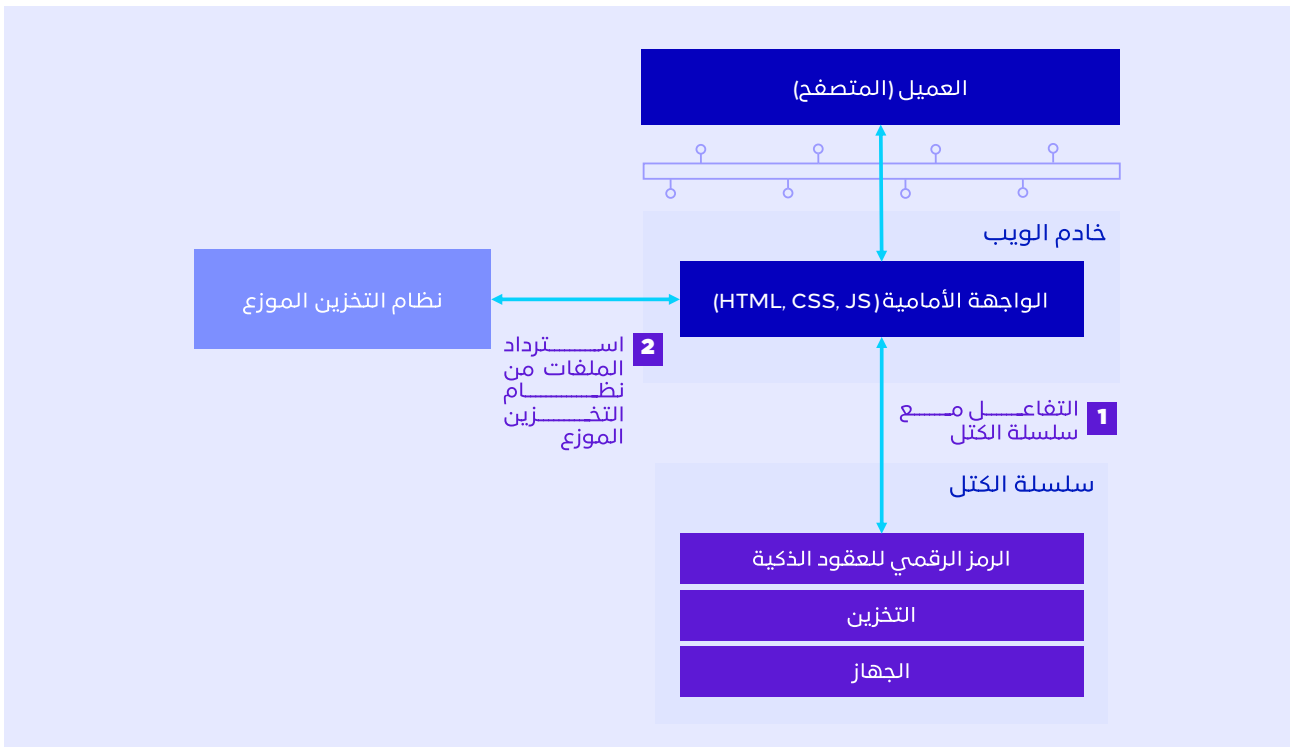 العميل (المتصفح)
خادم الويب
الواجهة الأمامية (HTML, CSS, JS)
نظام التخزين الموزع
2
استرداد
الملفات من
نظام
التخزين
الموزع
1
التفاعل مع
سلسلة الكتل
سلسلة الكتل
الرمز الرقمي للعقود الذكية
التخزين
الجهاز